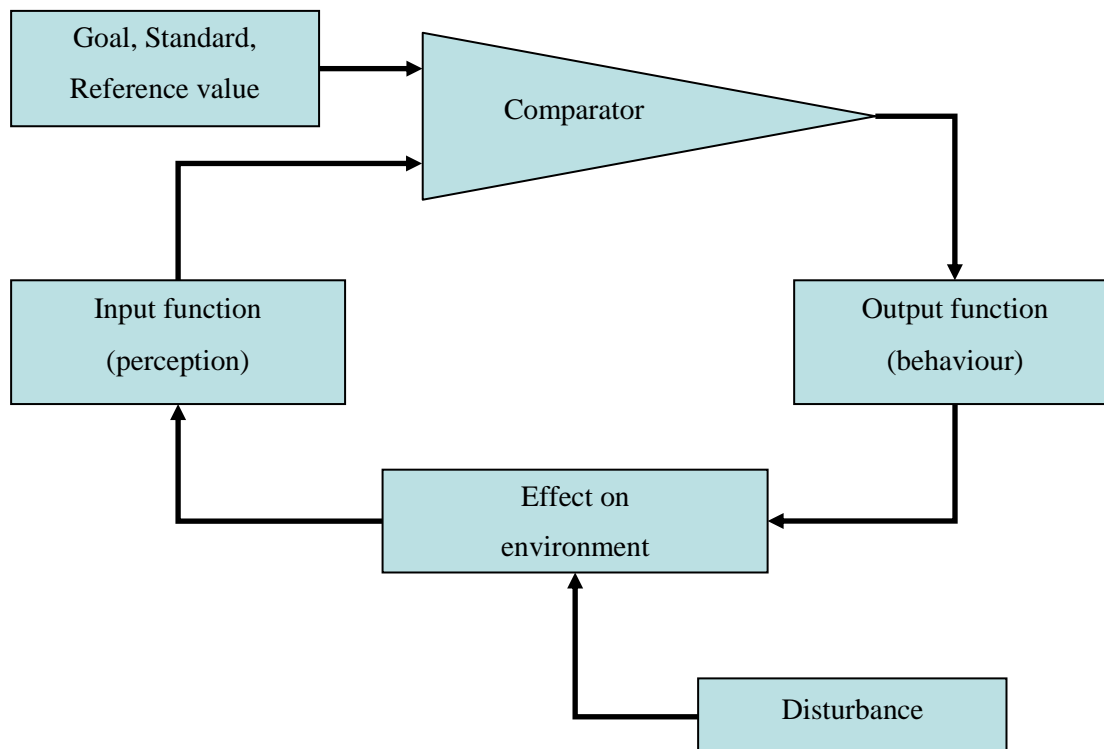 Goal, Standard,
Reference value
Comparator
Input function
(perception)
Output function
(behaviour)
Effect on
environment
Disturbance